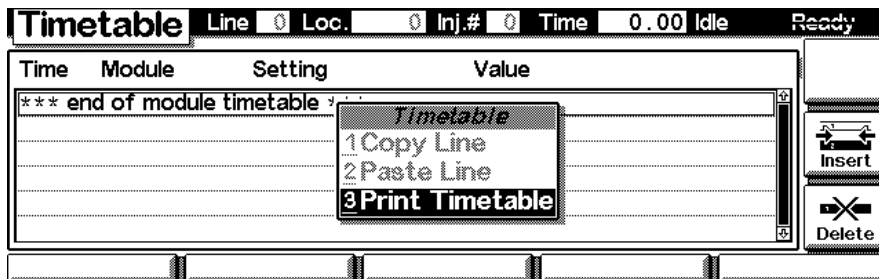 Timetable Line 0 Loc. 0 Inj.# 0 Time 0.00 Idle Ready
Time Module Setting Value
*** end of module timetable *
Timetable
1 Copy Line
2 Paste Line
3 Print Timetable
Insert
Delete